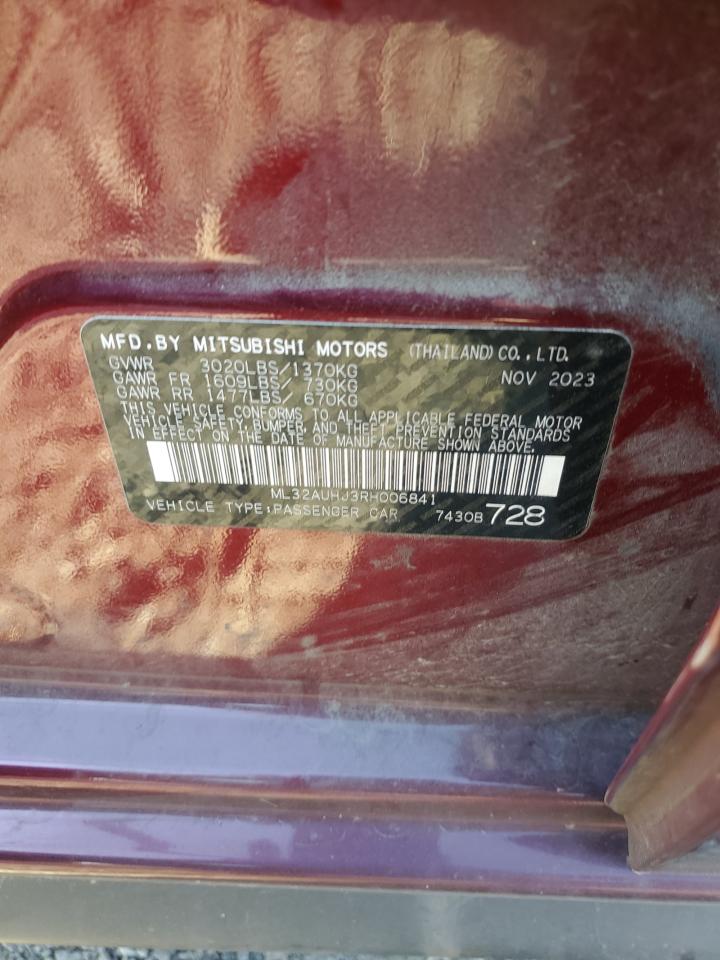 MFD.BY MITSUBISHI MOTORS (THAILAND)CO.,LTD.
GVWR 3020LBS/1370KG NOV 2023
GAWR FR 1609LBS/ 730KG
GAWR RR 1477LBS/ 670KG
THIS VEHICLE CONFORMS TO ALL APPLICABLE FEDERAL MOTOR
VEHICLE SAFETY, BUMPER, AND THEFT PREVENTION STANDARDS
IN EFFECT ON THE DATE OF MANUFACTURE SHOWN ABOVE.
ML32AUHJ3RH006841
VEHICLE TYPE:PASSENGER CAR 7430B 728